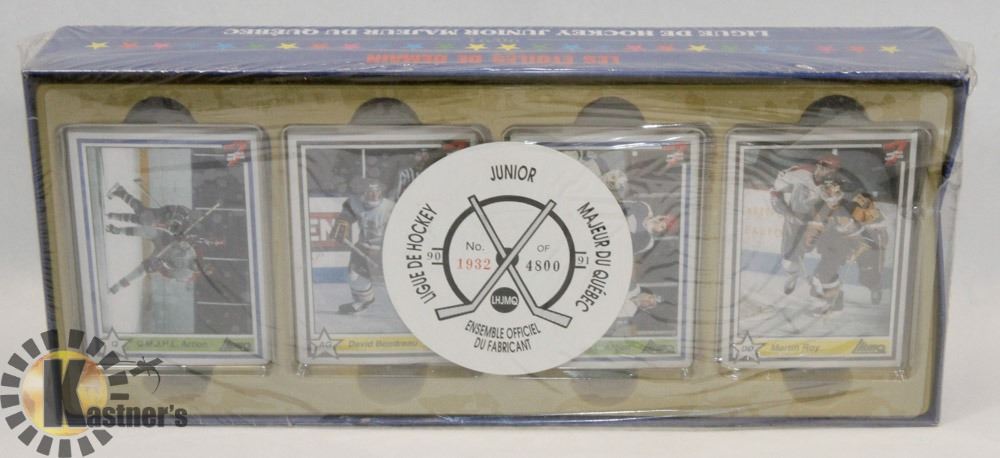 LIGUE DE HOCKEY JUNIOR MAJEUR DU QUÉBEC
LES ÉTOILES DE DEMAIN
JUNIOR
LIGUE DE HOCKEY
MAJEUR DU QUÉBEC
No. OF
90 1932 4800 91
LHJMQ
ENSEMBLE OFFICIEL
DU FABRICANT
Q.M.J.H.L. Action
David Boudreau
Martin Roy
Kastner's